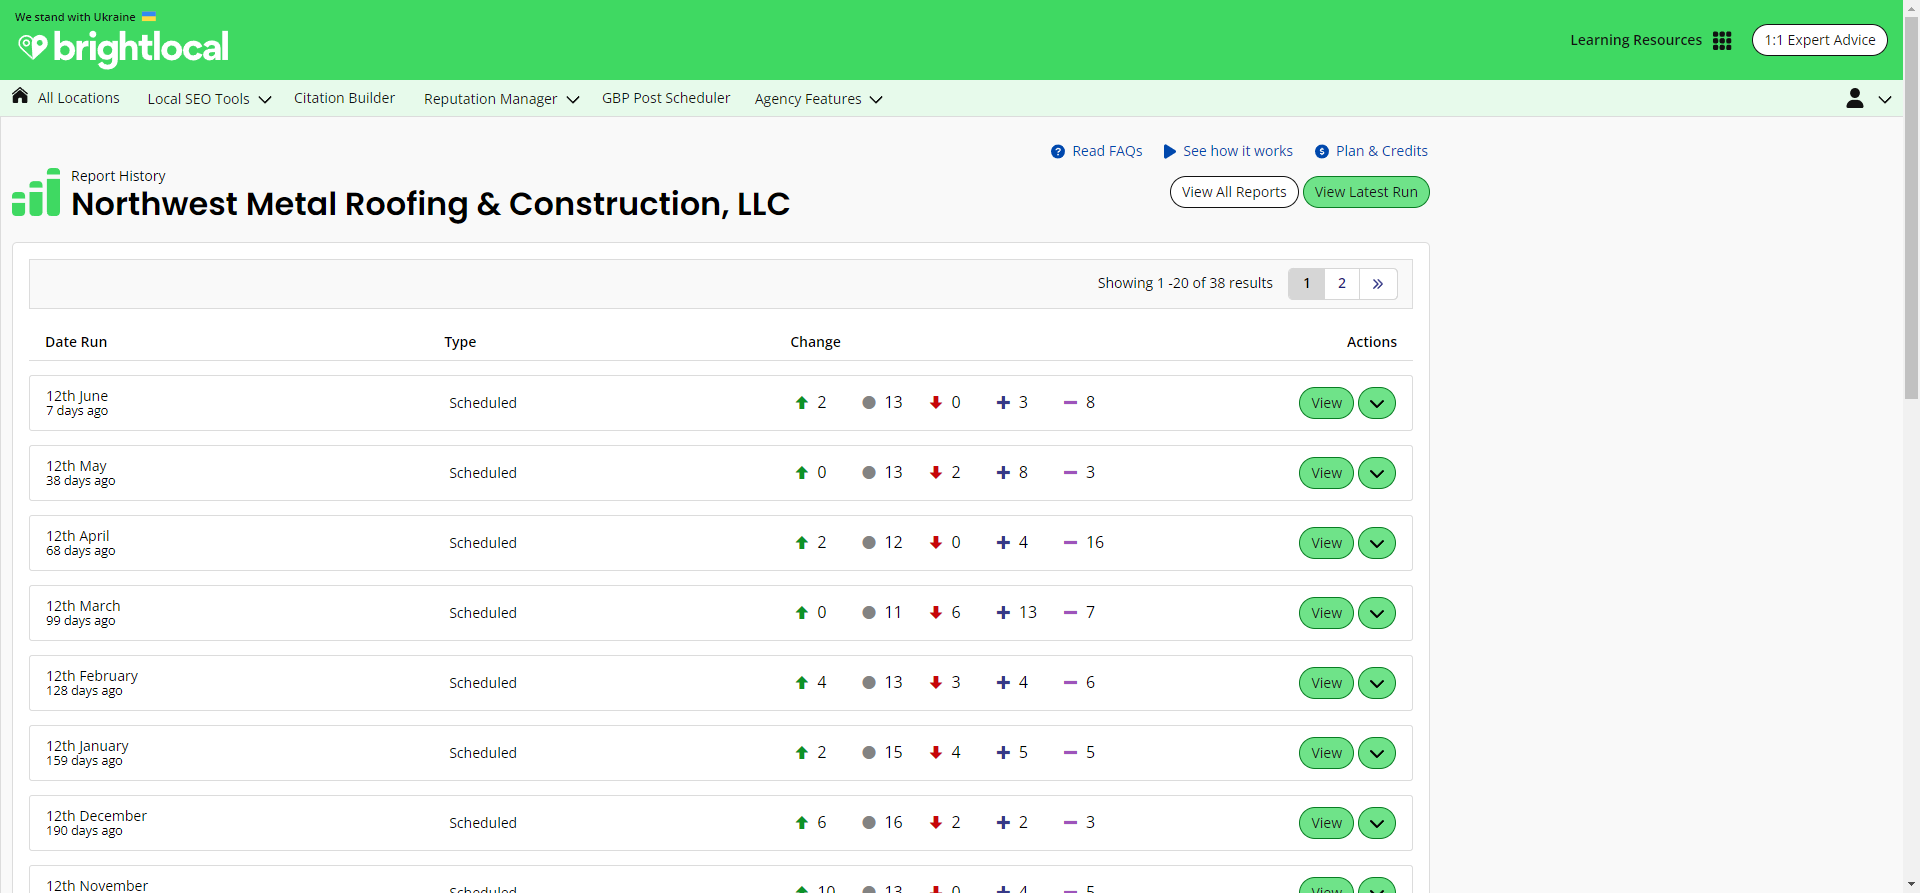 We stand with Ukraine
brightlocal
Learning Resources
1:1 Expert Advice
All Locations Local SEO Tools Citation Builder Reputation Manager GBP Post Scheduler Agency Features
Read FAQs See how it works Plan & Credits
Report History
Northwest Metal Roofing & Construction, LLC
View All Reports View Latest Run
Showing 1 -20 of 38 results 1 2 »
Date Run Type Change Actions
12th June
7 days ago
Scheduled 2 13 0 3 8 View
12th May
38 days ago
Scheduled 0 13 2 8 3 View
12th April
68 days ago
Scheduled 2 12 0 4 16 View
12th March
99 days ago
Scheduled 0 11 6 13 7 View
12th February
128 days ago
Scheduled 4 13 3 4 6 View
12th January
159 days ago
Scheduled 2 15 4 5 5 View
12th December
190 days ago
Scheduled 6 16 2 2 3 View
12th November
Scheduled 10 13 0 4 5 View